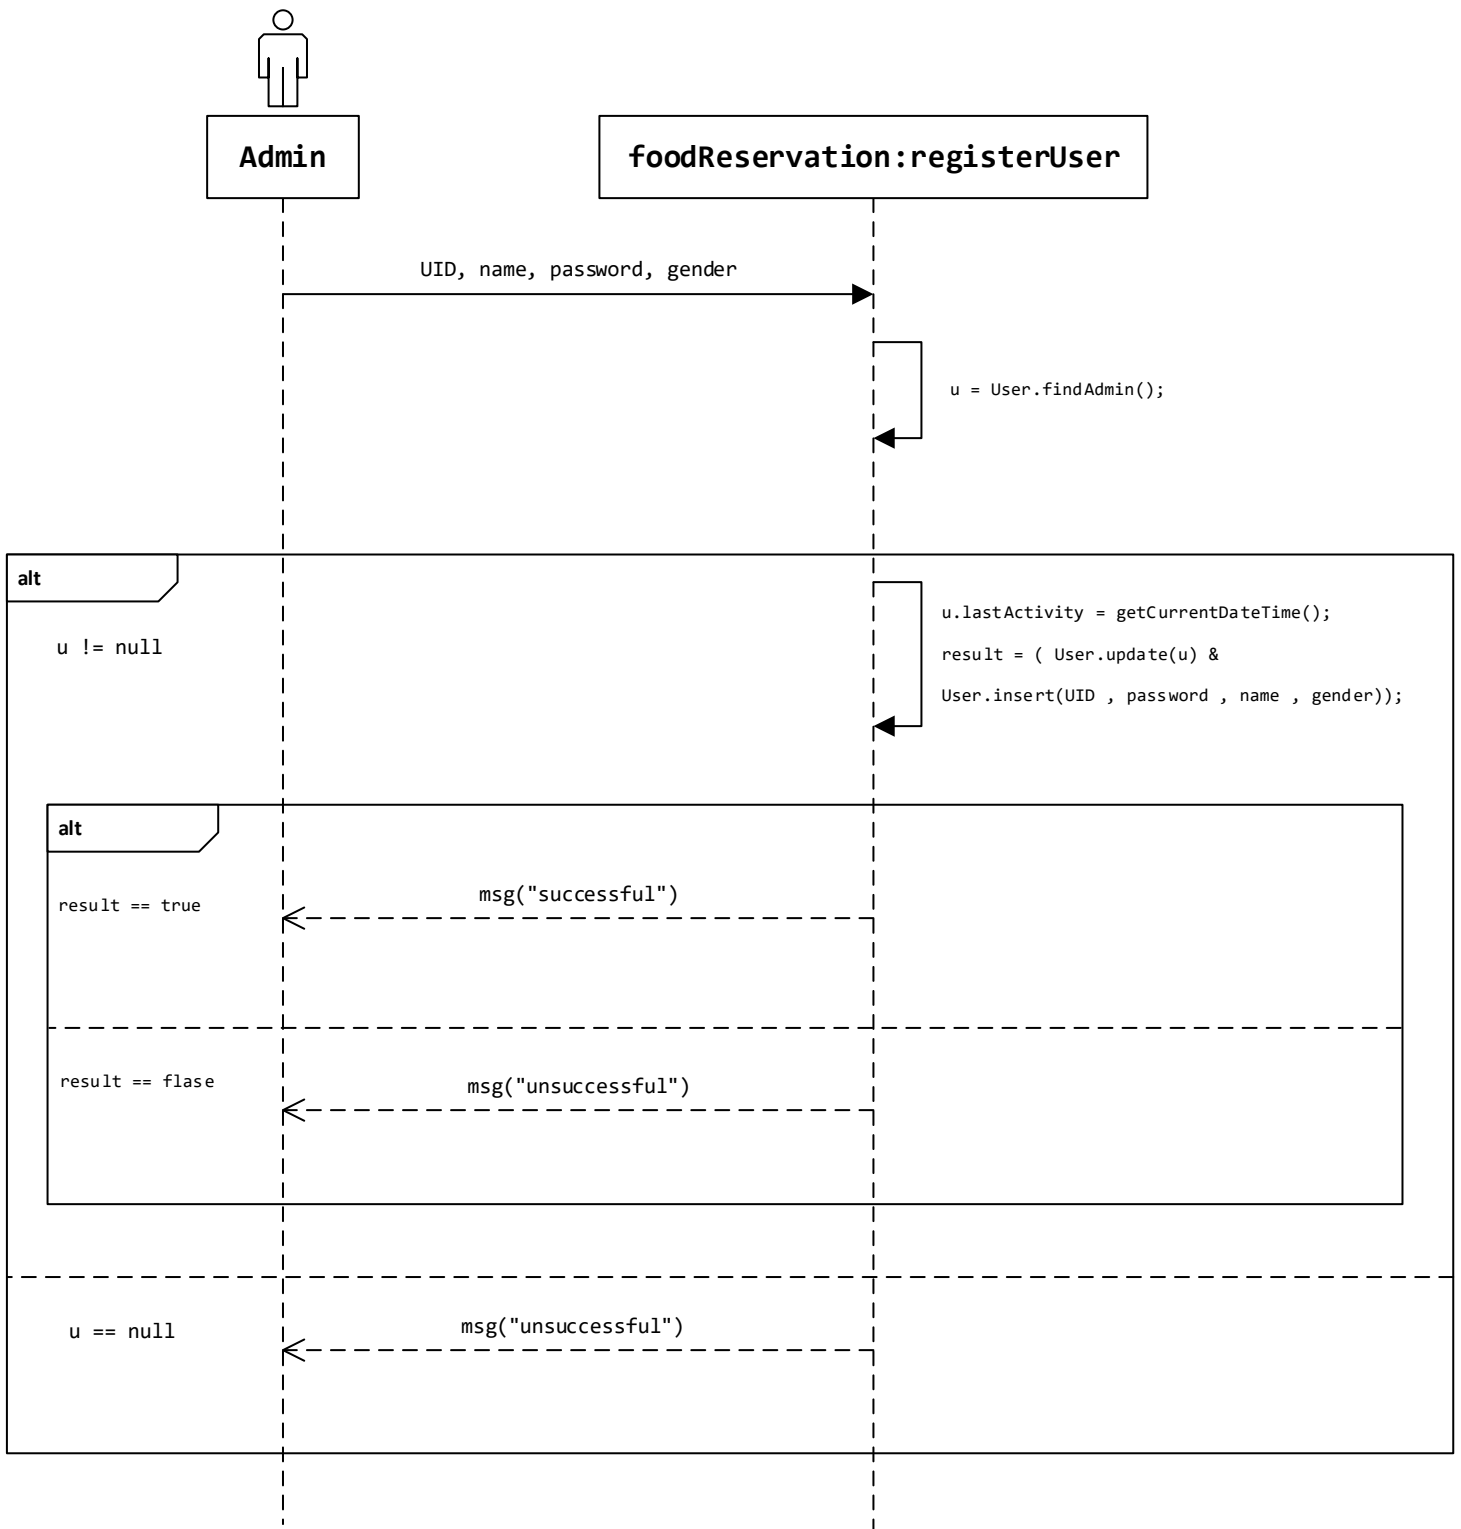 Admin
foodReservation:registerUser
UID, name, password, gender
u = User.findAdmin();
alt
u != null
u.lastActivity = getCurrentDateTime();
result = ( User.update(u) &
User.insert(UID , password , name , gender));
alt
result == true
msg("successful")
result == flase
msg("unsuccessful")
u == null
msg("unsuccessful")